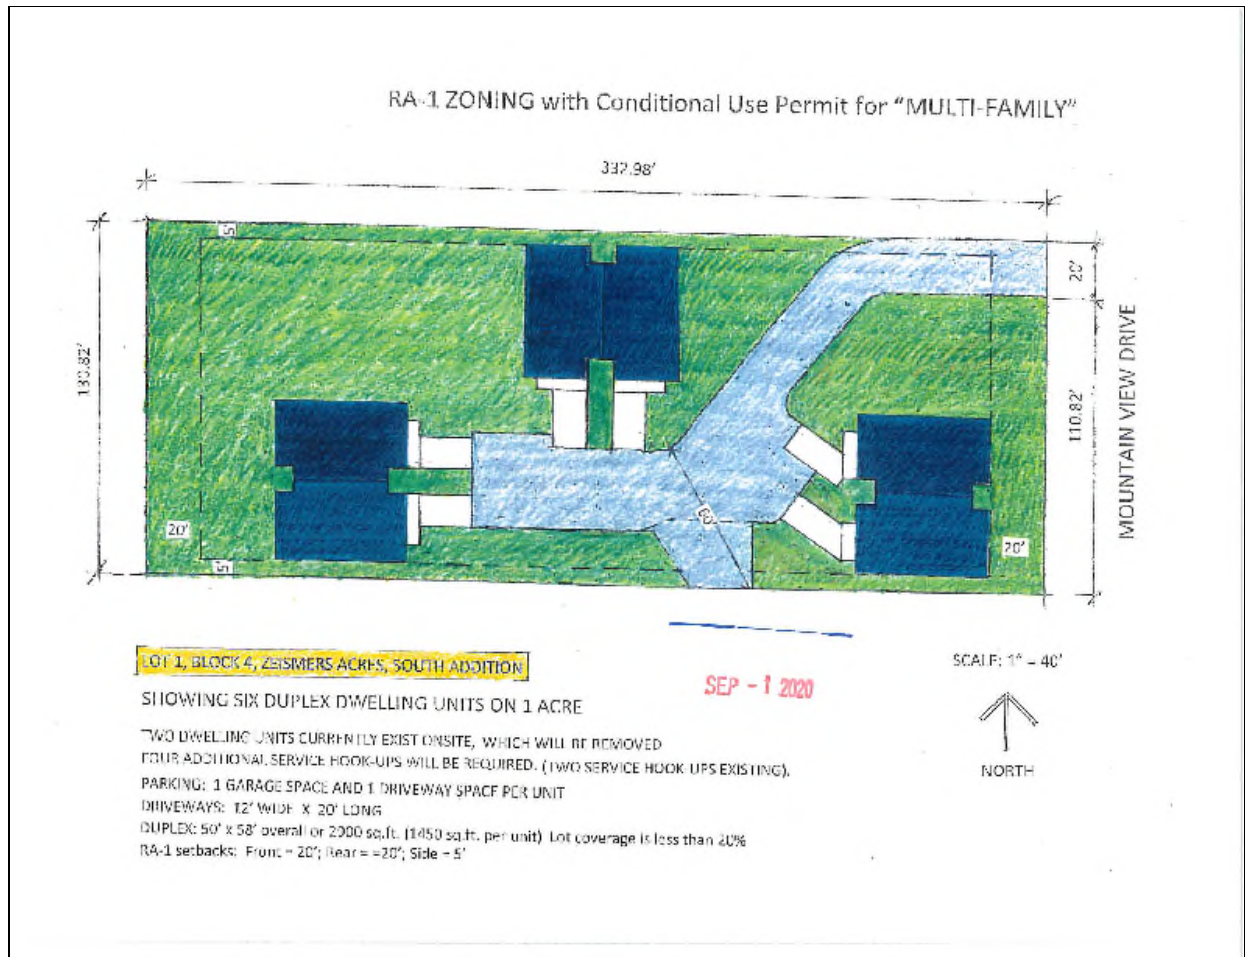 RA-1 ZONING with Conditional Use Permit for "MULTI-FAMILY"
332.98'
5'
20'
130.82'
110.82'
MOUNTAIN VIEW DRIVE
60'
20'
20'
5'
LOT 1, BLOCK 4, ZEISMERS ACRES, SOUTH ADDITION
SCALE: 1" = 40'
SEP - 1 2020
SHOWING SIX DUPLEX DWELLING UNITS ON 1 ACRE
TWO DWELLING UNITS CURRENTLY EXIST ONSITE, WHICH WILL BE REMOVED
FOUR ADDITIONAL SERVICE HOOK-UPS WILL BE REQUIRED. (TWO SERVICE HOOK-UPS EXISTING).
NORTH
PARKING: 1 GARAGE SPACE AND 1 DRIVEWAY SPACE PER UNIT
DRIVEWAYS: 12' WIDE X 20' LONG
DUPLEX: 50' x 58' overall or 2900 sq.ft. (1450 sq.ft. per unit) Lot coverage is less than 20%
RA-1 setbacks: Front = 20'; Rear = =20'; Side = 5'